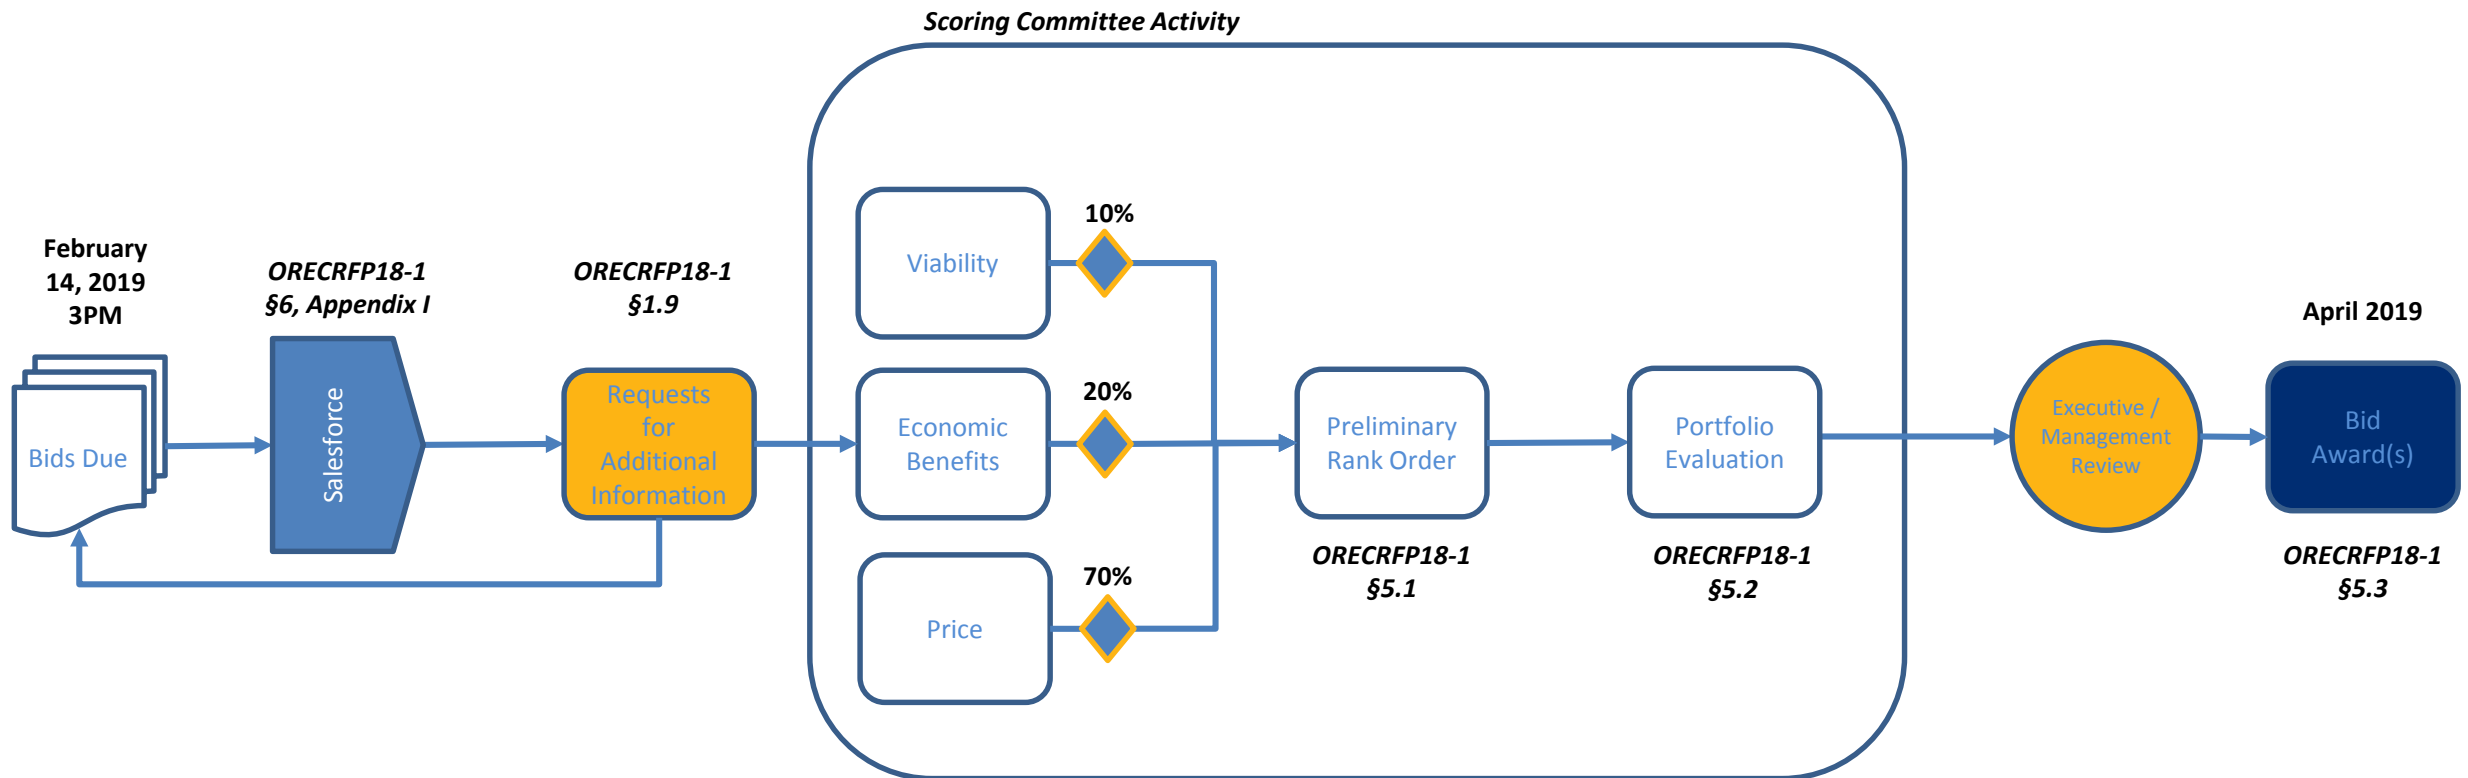 Scoring Committee Activity
February
14, 2019
3PM
Bids Due
ORECRFP18-1
§6, Appendix I
Salesforce
ORECRFP18-1
§1.9
Requests
for
Additional
Information
Viability
10%
Economic
Benefits
20%
Price
70%
Preliminary
Rank Order
ORECRFP18-1
§5.1
Portfolio
Evaluation
ORECRFP18-1
§5.2
Executive /
Management
Review
April 2019
Bid
Award(s)
ORECRFP18-1
§5.3